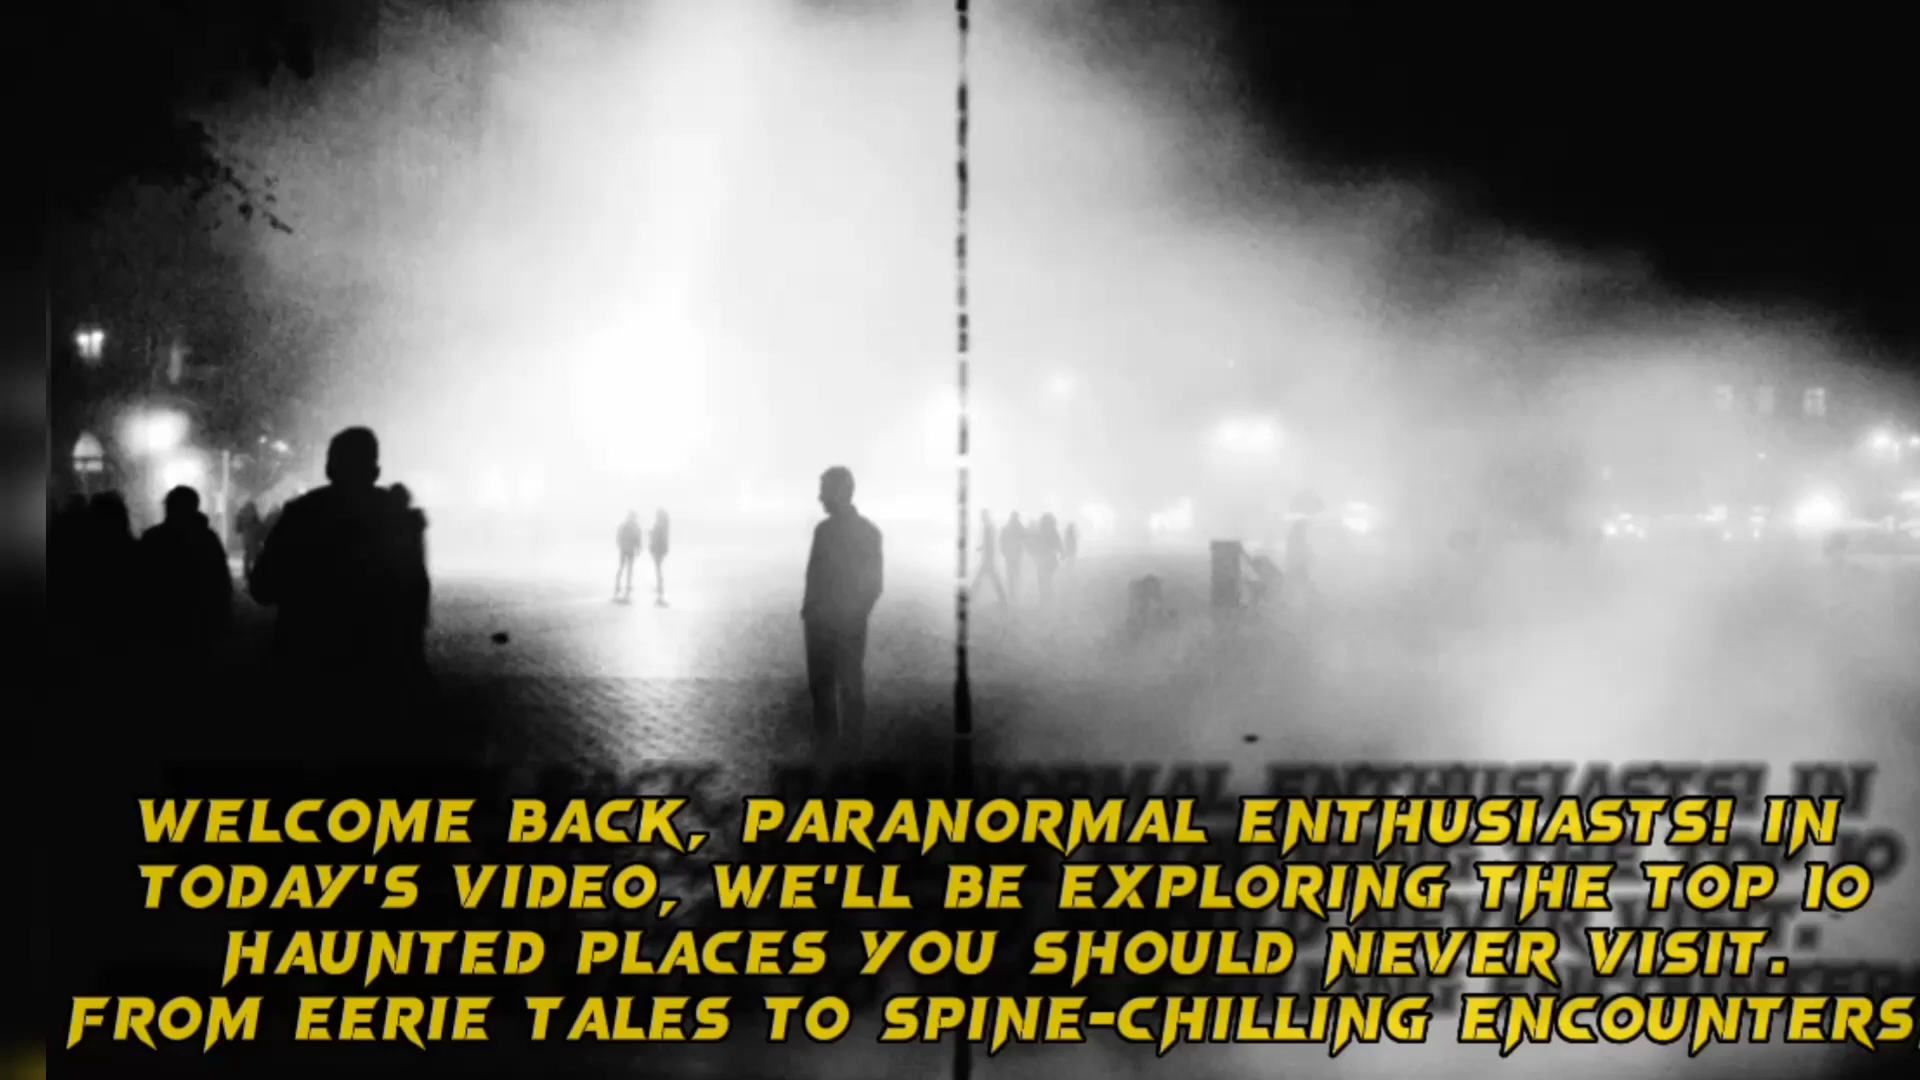 WELCOME BACK, PARANORMAL ENTHUSIASTS! IN
TODAY'S VIDEO, WE'LL BE EXPLORING THE TOP 10
HAUNTED PLACES YOU SHOULD NEVER VISIT.
FROM EERIE TALES TO SPINE-CHILLING ENCOUNTERS,